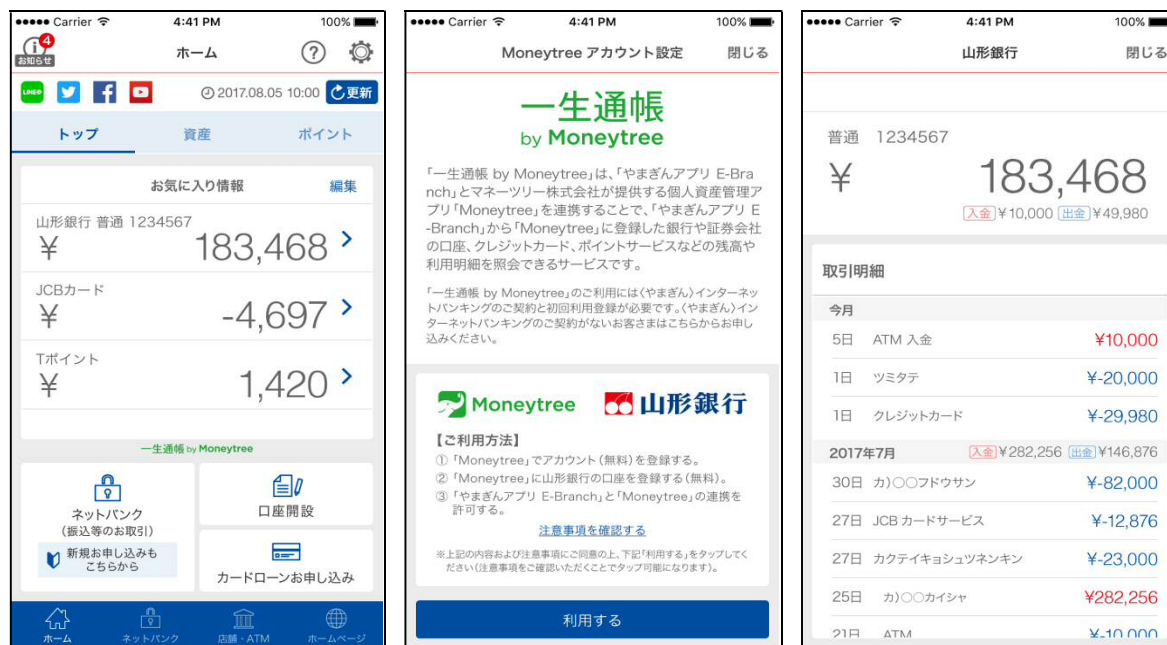 Carrier 4:41 PM 100%
4
お知らせ
ホーム
?
LINE@
2017.08.05 10:00 更新
トップ 資産 ポイント
お気に入り情報 編集
山形銀行 普通 1234567
¥ 183,468
JCBカード
¥ -4,697
Tポイント
¥ 1,420
一生通帳 by Moneytree
ネットバンク
(振込等のお取引)
新規お申し込みも
こちらから
口座開設
カードローンお申し込み
ホーム ネットバンク 店舗・ATM ホームページ
Carrier 4:41 PM 100%
Moneytree アカウント設定 閉じる
一生通帳
by Moneytree
「一生通帳 by Moneytree」は、「やまぎんアプリ E-Bra
nch」とマネーツリー株式会社が提供する個人資産管理ア
プリ「Moneytree」を連携することで、「やまぎんアプリ E
-Branch」から「Moneytree」に登録した銀行や証券会社
の口座、クレジットカード、ポイントサービスなどの残高や
利用明細を照会できるサービスです。
「一生通帳 by Moneytree」のご利用には〈やまぎん〉インターネッ
トバンキングのご契約と初回利用登録が必要です。〈やまぎん〉イン
ターネットバンキングのご契約がないお客さまはこちらからお申し
込みください。
Moneytree 山形銀行
【ご利用方法】
① 「Moneytree」でアカウント(無料)を登録する。
② 「Moneytree」に山形銀行の口座を登録する(無料)。
③ 「やまぎんアプリ E-Branch」と「Moneytree」の連携を
許可する。
注意事項を確認する
※上記の内容および注意事項にご同意の上、下記「利用する」をタップしてく
ださい(注意事項をご確認いただくことでタップ可能になります)。
利用する
Carrier 4:41 PM 100%
山形銀行 閉じる
普通 1234567
¥ 183,468
入金 ¥10,000 出金 ¥49,980
取引明細
今月
5日 ATM 入金 ¥10,000
1日 ツミタテ ¥-20,000
1日 クレジットカード ¥-29,980
2017年7月 入金 ¥282,256 出金 ¥146,876
30日 カ)○○フドウサン ¥-82,000
27日 JCB カードサービス ¥-12,876
27日 カクテイキョシュツネンキン ¥-23,000
25日 カ)○○カイシャ ¥282,256
21日 ATM ¥-10,000